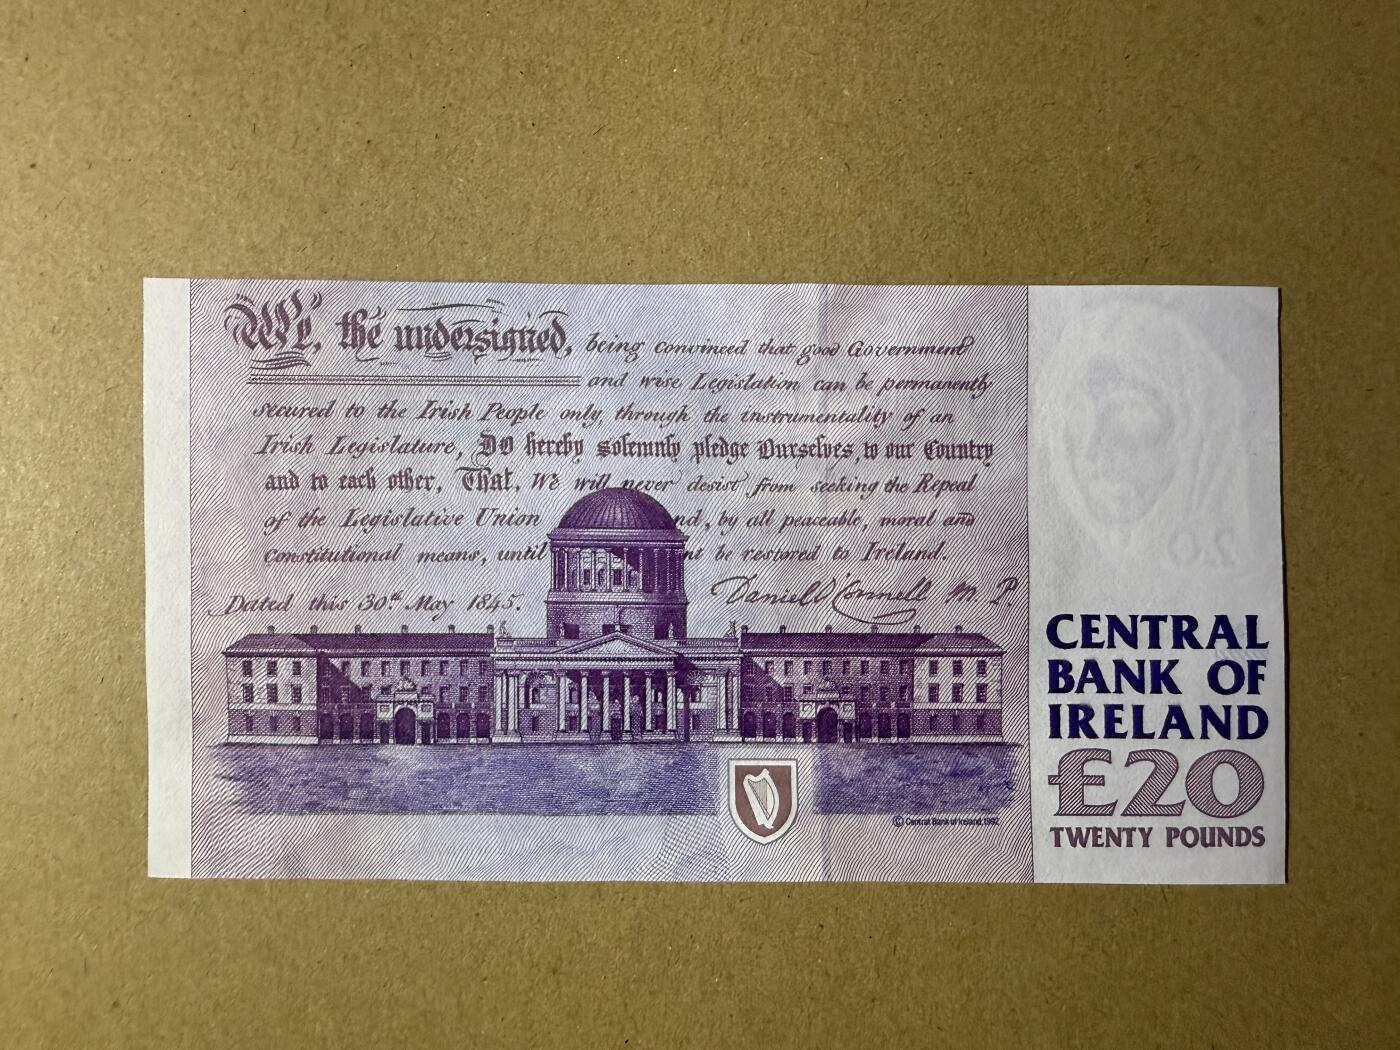 We, the undersigned, being convinced that good Government
and wise Legislation can be permanently
secured to the Irish People only, through the instrumentality of an
Irish Legislature, DO hereby solemnly pledge Ourselves, to our Country
and to each other, That, We will never desist from seeking the Repeal
of the Legislative Union nd, by all peaceable, moral and
Constitutional means, until nt be restored to Ireland.
Dated this 30th May 1845.
Daniel O'Connell M. P.
© Central Bank of Ireland 1992
20
CENTRAL
BANK OF
IRELAND
£20
TWENTY POUNDS